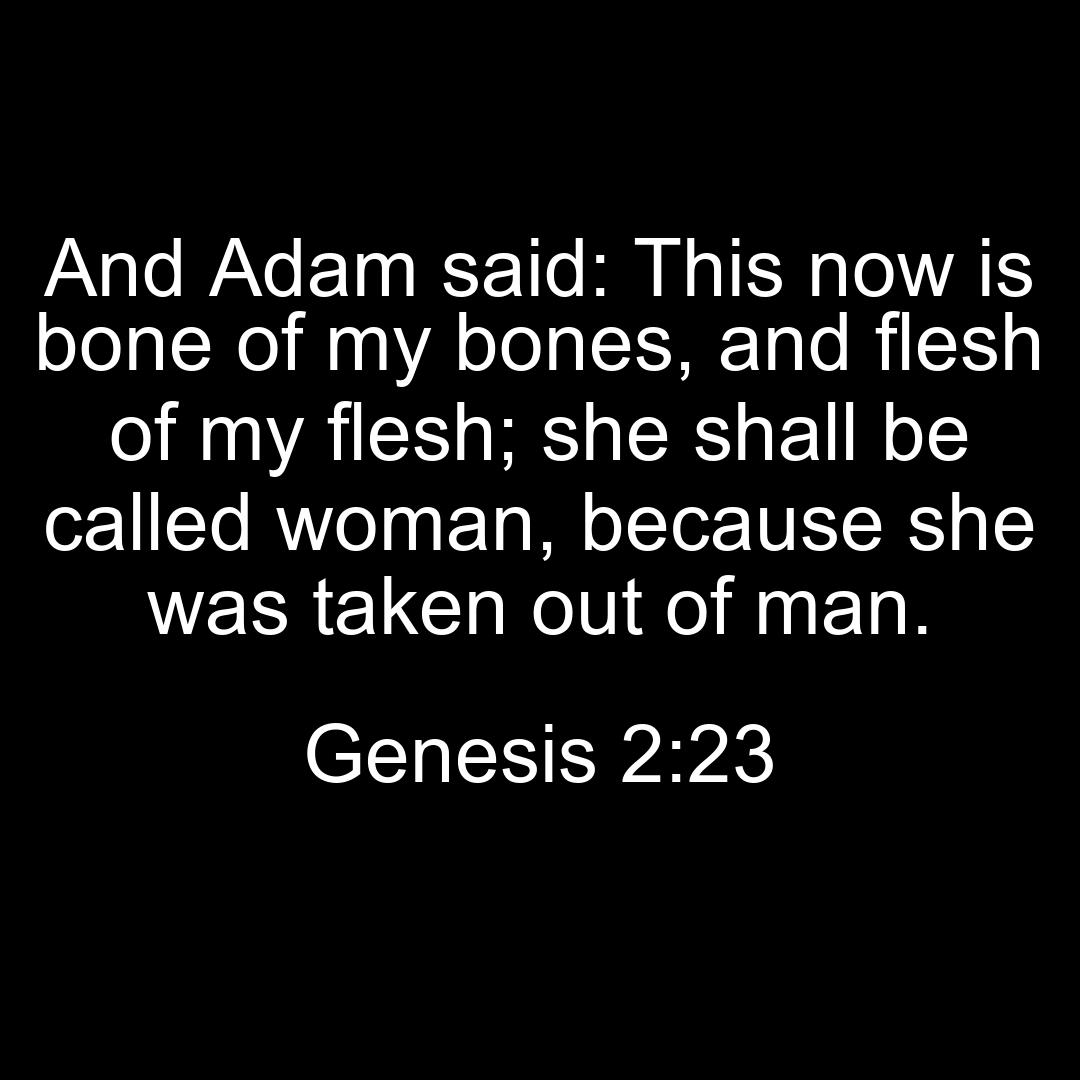 And Adam said: This now is
bone of my bones, and flesh
of my flesh; she shall be
called woman, because she
was taken out of man.
Genesis 2:23